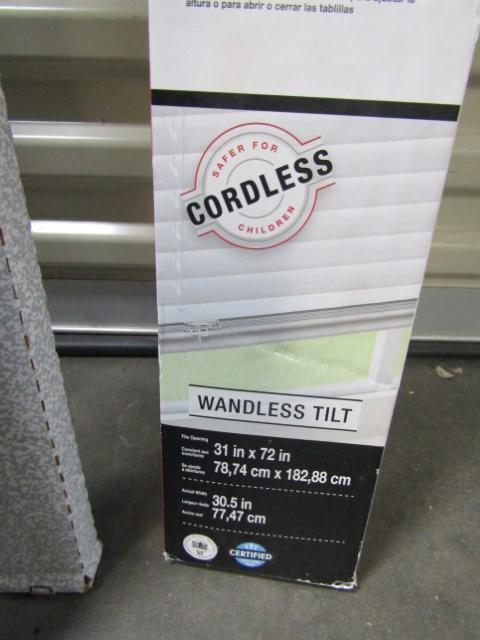 altura o para abrir o cerrar las tablillas
SAFER FOR
CORDLESS
CHILDREN
WANDLESS TILT
Fits Opening
31 in x 72 in
78,74 cm x 182,88 cm
Actual Width
30.5 in
77,47 cm
CERTIFIED